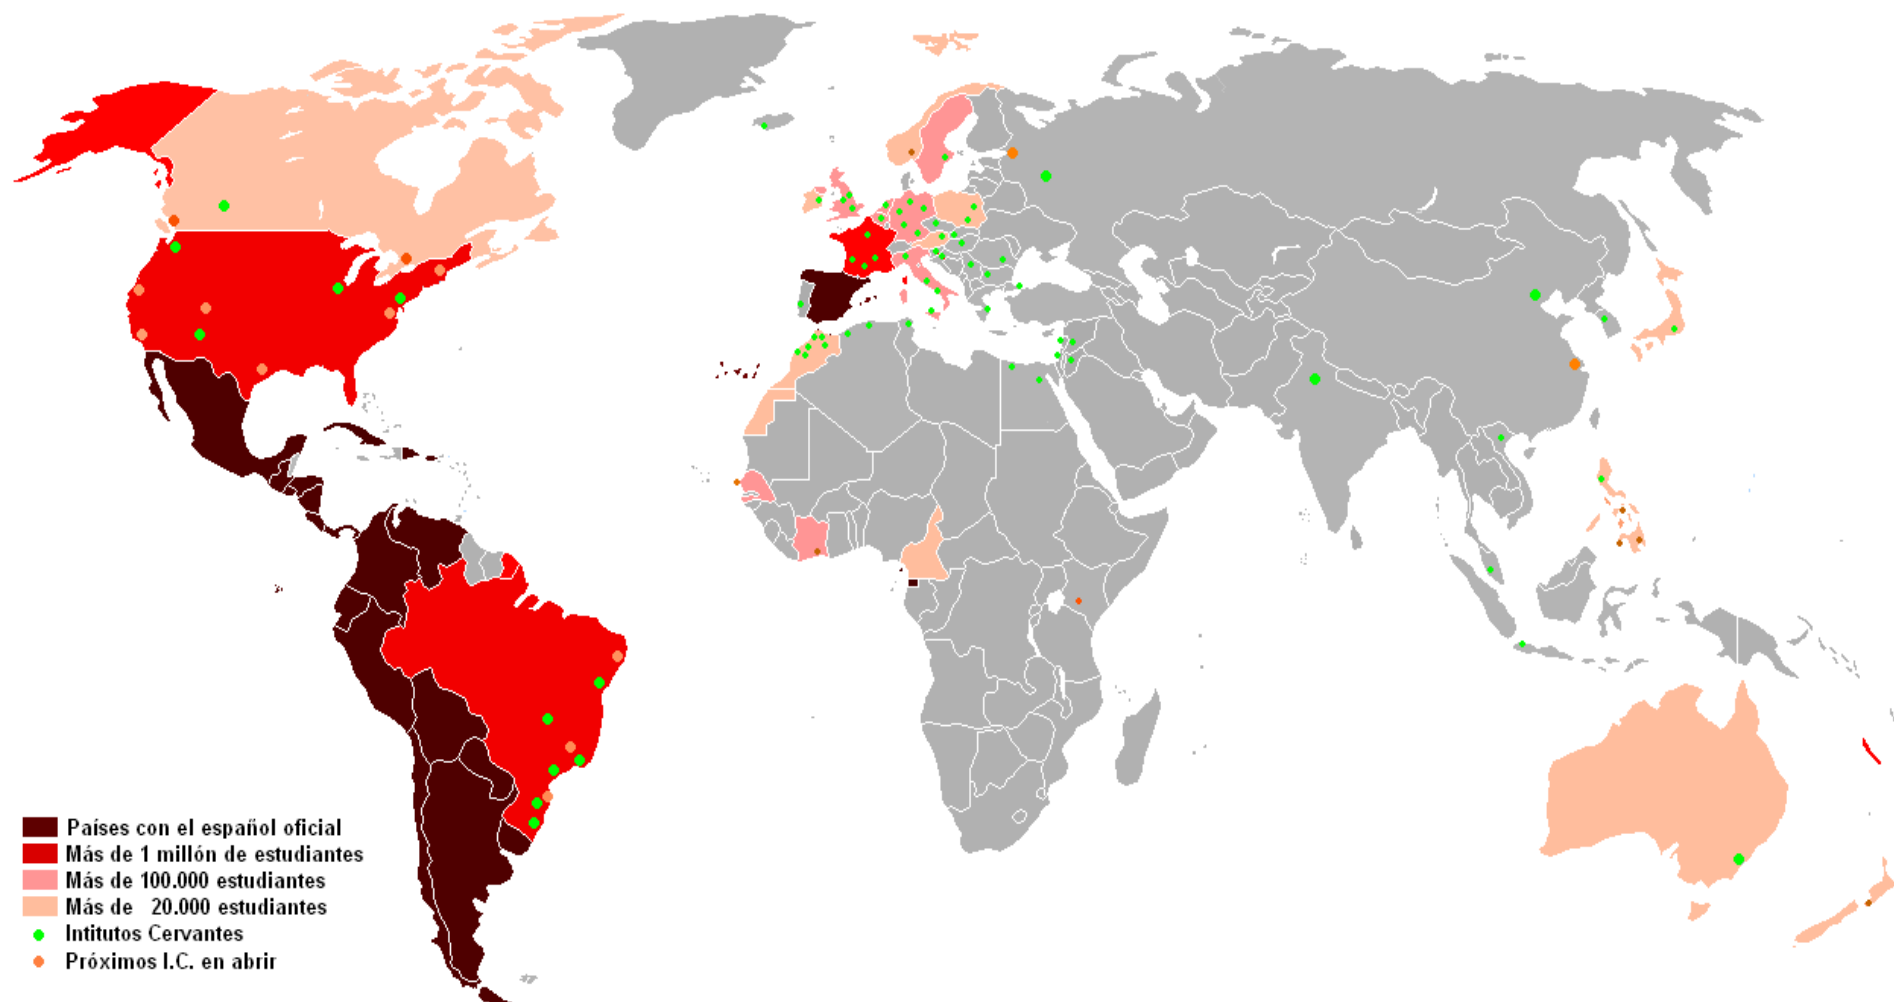 Países con el español oficial
Más de 1 millón de estudiantes
Más de 100.000 estudiantes
Más de 20.000 estudiantes
Intitutos Cervantes
Próximos I.C. en abrir